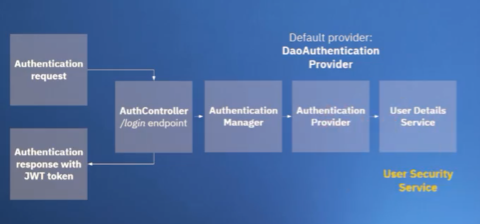 Default provider:
DaoAuthentication
Provider
Authentication
request
AuthController
/login endpoint
Authentication
Manager
Authentication
Provider
User Details
Service
Authentication
response with
JWT token
User Security
Service